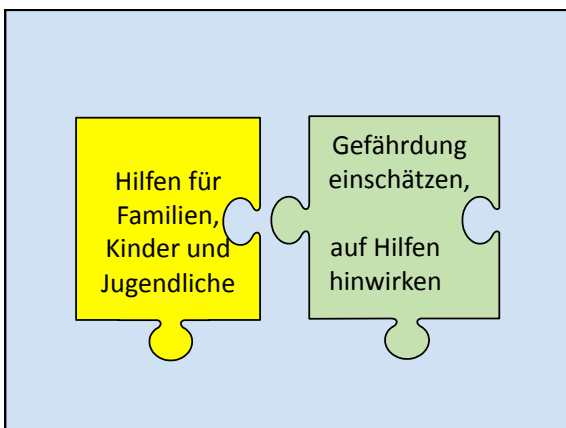 Hilfen für
Familien,
Kinder und
Jugendliche
Gefährdung
einschätzen,
auf Hilfen
hinwirken